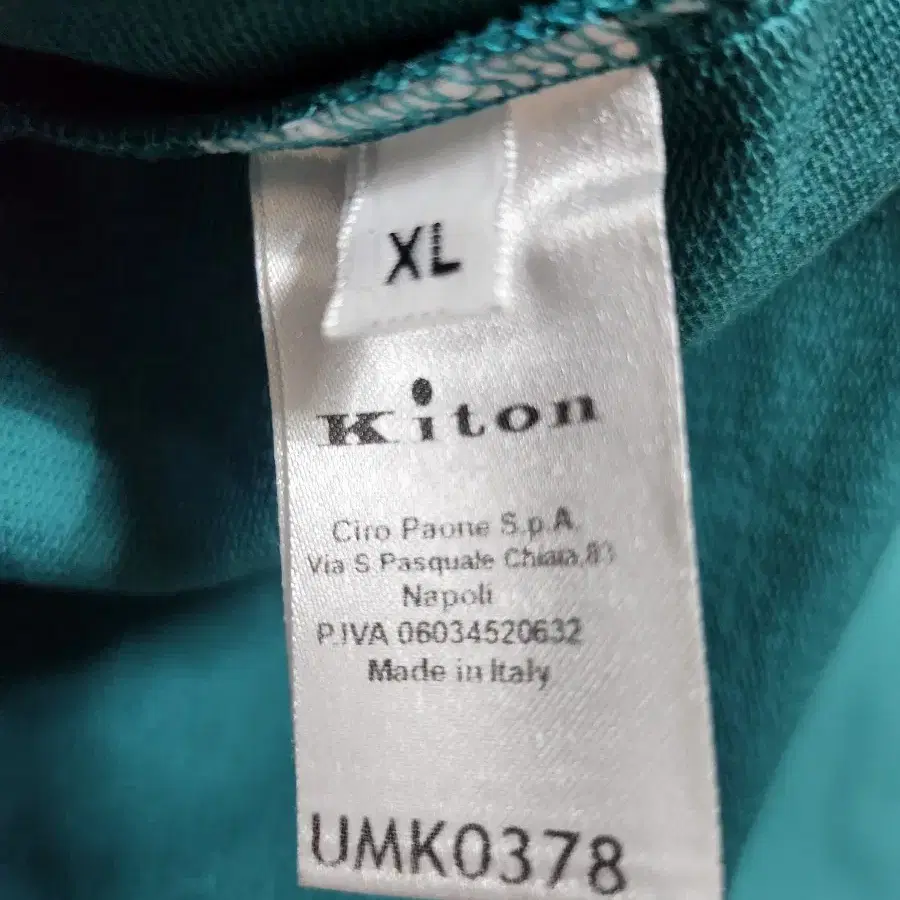 XL
Kiton
Ciro Paone S.p.A.
Via S Pasquale Chiaia,83
Napoli
P.IVA 06034520632
Made in Italy
UMK0378